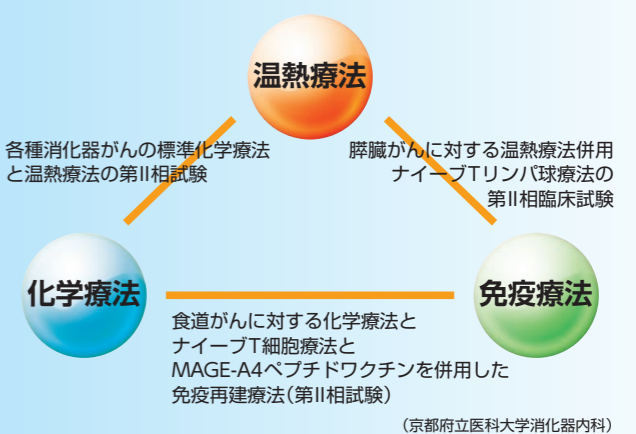 温熱療法
各種消化器がんの標準化学療法
と温熱療法の第II相試験
膵臓がんに対する温熱療法併用
ナイーブTリンパ球療法の
第II相臨床試験
化学療法
免疫療法
食道がんに対する化学療法と
ナイーブT細胞療法と
MAGE-A4ペプチドワクチンを併用した
免疫再建療法(第II相試験)
(京都府立医科大学消化器内科)